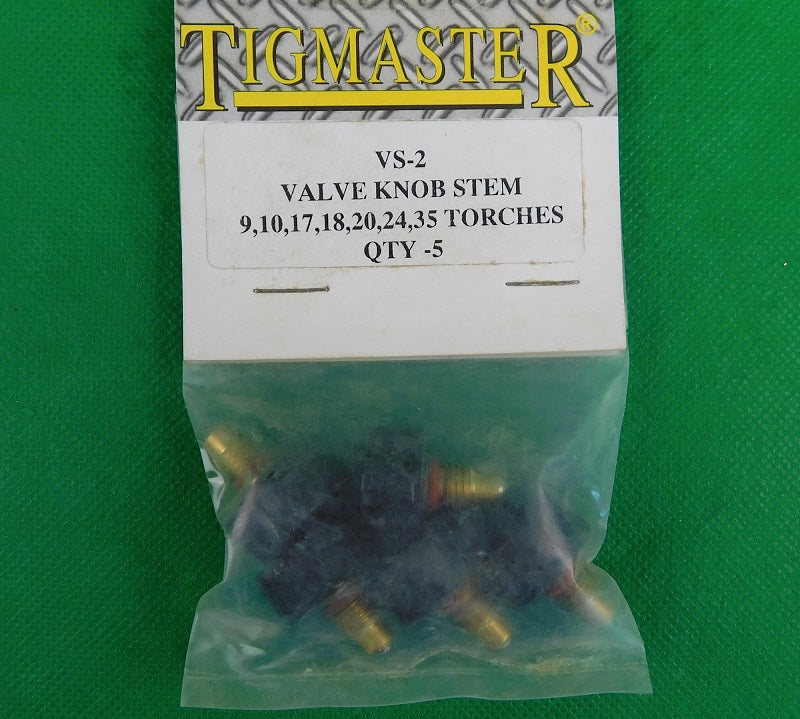 TIGMASTER®
VS-2
VALVE KNOB STEM
9,10,17,18,20,24,35 TORCHES
QTY -5